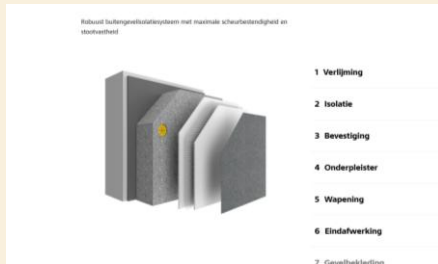 Robuust buitengevelisolatiesysteem met maximale scheurbestendigheid en
stootvastheid
1 Verlijming
2 Isolatie
3 Bevestiging
4 Onderpleister
5 Wapening
6 Eindafwerking
7 Gevelbekleding